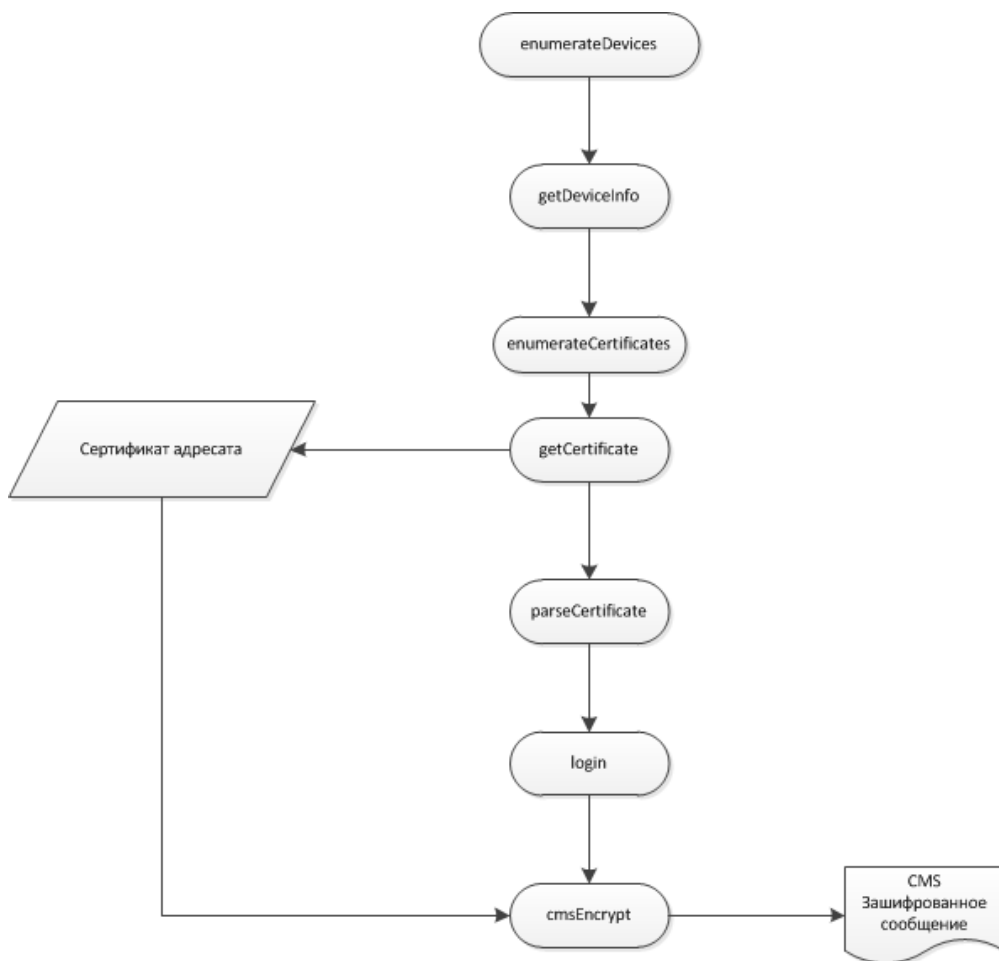 enumerateDevices
getDeviceInfo
enumerateCertificates
Сертификат адресата
getCertificate
parseCertificate
login
cmsEncrypt
CMS
Зашифрованное
сообщение